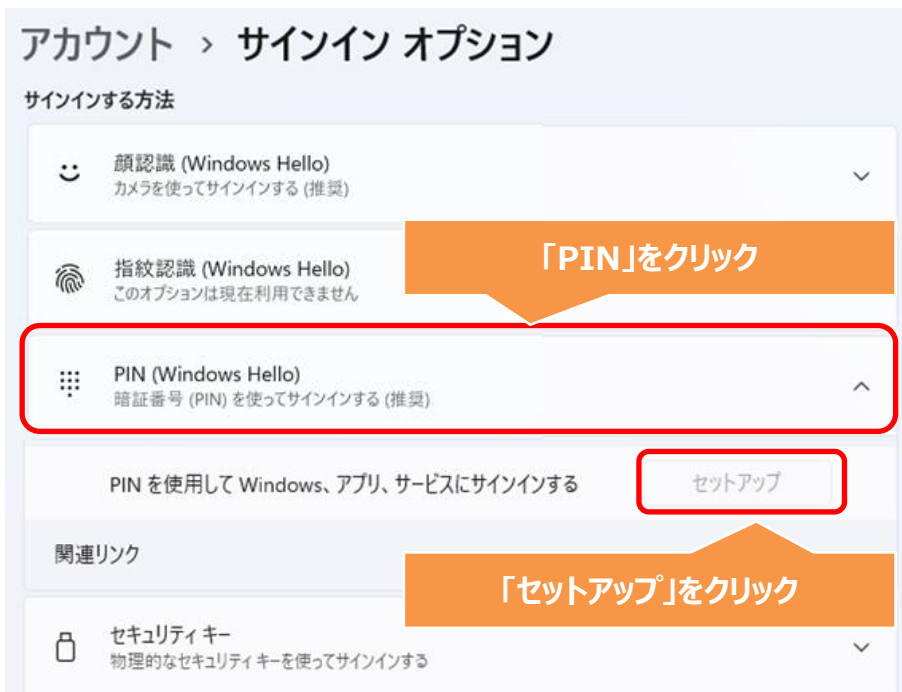 アカウント › サインイン オプション
サインインする方法
顔認識 (Windows Hello)
カメラを使ってサインインする (推奨)
「PIN」をクリック
指紋認識 (Windows Hello)
このオプションは現在利用できません
PIN (Windows Hello)
暗証番号 (PIN) を使ってサインインする (推奨)
PIN を使用して Windows、アプリ、サービスにサインインする
セットアップ
関連リンク
「セットアップ」をクリック
セキュリティ キー
物理的なセキュリティ キーを使ってサインインする